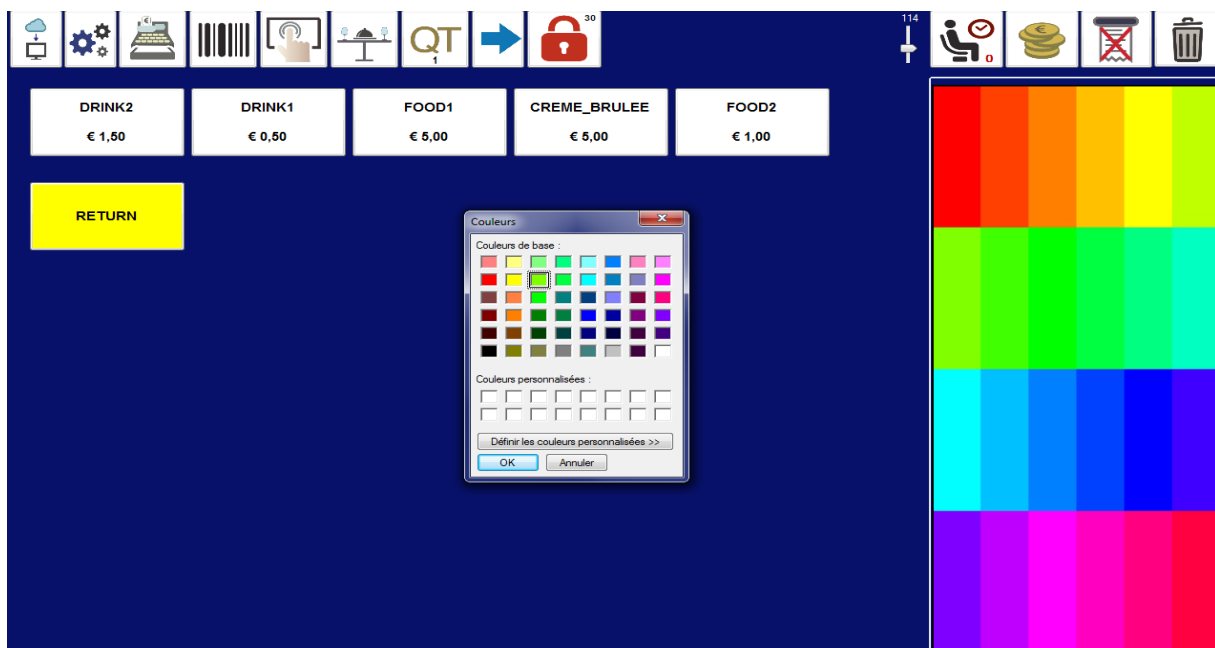 30
114
€
QT
1
0
€
DRINK2
€ 1,50
DRINK1
€ 0,50
FOOD1
€ 5,00
CREME_BRULEE
€ 5,00
FOOD2
€ 1,00
RETURN
Couleurs
Couleurs de base :
Couleurs personnalisées :
Définir les couleurs personnalisées >>
OK
Annuler